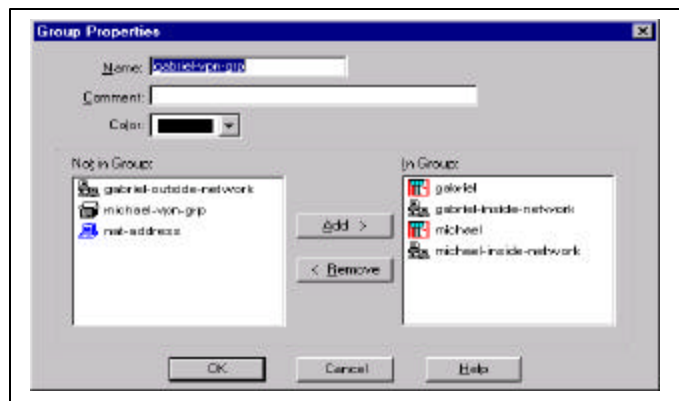 Group Properties
Name: gabriel-vpn-grp
Comment:
Color:
Not in Group:
gabriel-outside-network
michael-vpn-grp
nat-address
Add >
< Remove
In Group:
gabriel
gabriel-inside-network
michael
michael-inside-network
OK
Cancel
Help